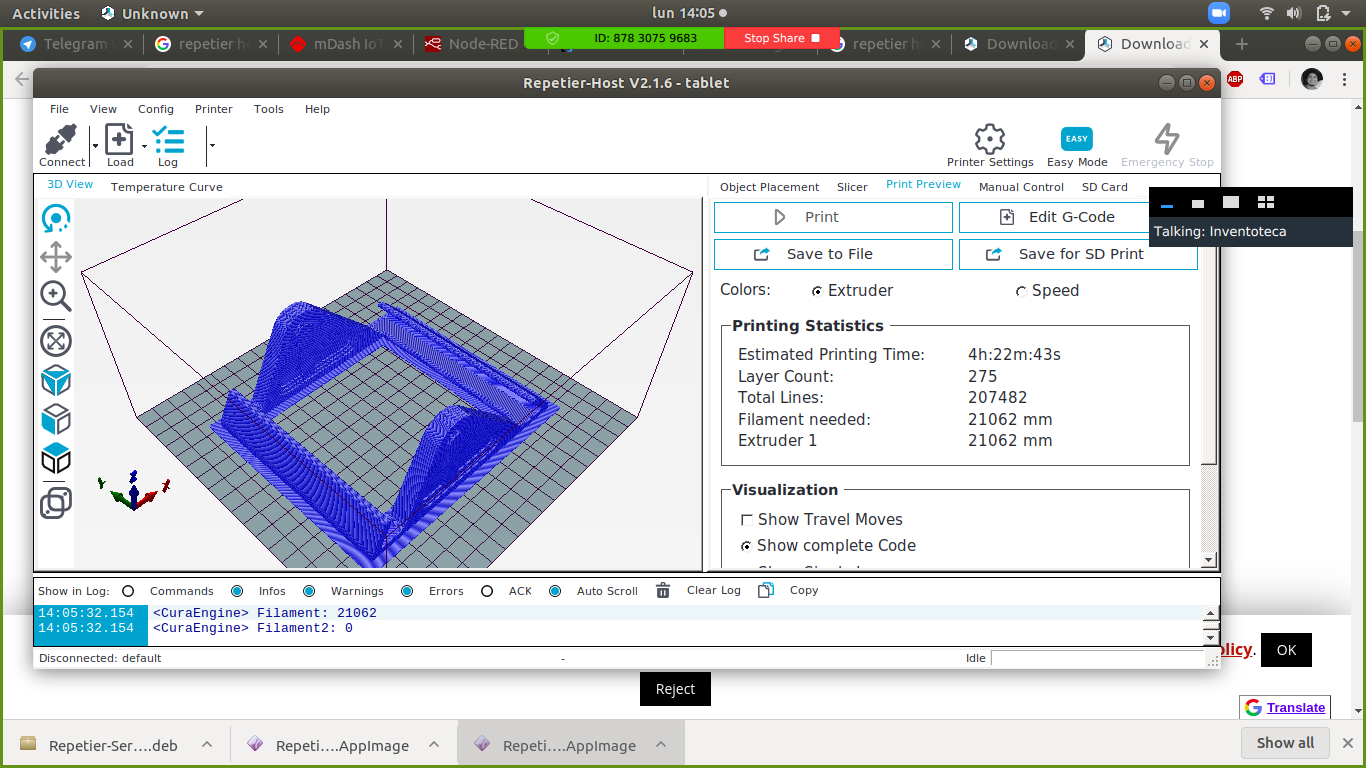 Activities Unknown lun 14:05
Telegram repetier h mDash IoT Node-RED ID: 878 3075 9683 Stop Share repetier h Download Download
ABP
Repetier-Host V2.1.6 - tablet
File View Config Printer Tools Help
Connect Load Log Printer Settings EASY Easy Mode Emergency Stop
3D View Temperature Curve
Object Placement Slicer Print Preview Manual Control SD Card
Print Edit G-Code
Talking: Inventoteca
Save to File Save for SD Print
Colors: Extruder Speed
Printing Statistics
Estimated Printing Time: 4h:22m:43s
Layer Count: 275
Total Lines: 207482
Filament needed: 21062 mm
Extruder 1 21062 mm
Visualization
Show Travel Moves
Show complete Code
Show in Log: Commands Infos Warnings Errors ACK Auto Scroll Clear Log Copy
14:05:32.154 <CuraEngine> Filament: 21062
14:05:32.154 <CuraEngine> Filament2: 0
Disconnected: default - Idle
olicy. OK
Reject
Translate
Repetier-Ser....deb Repeti....AppImage Repeti....AppImage Show all